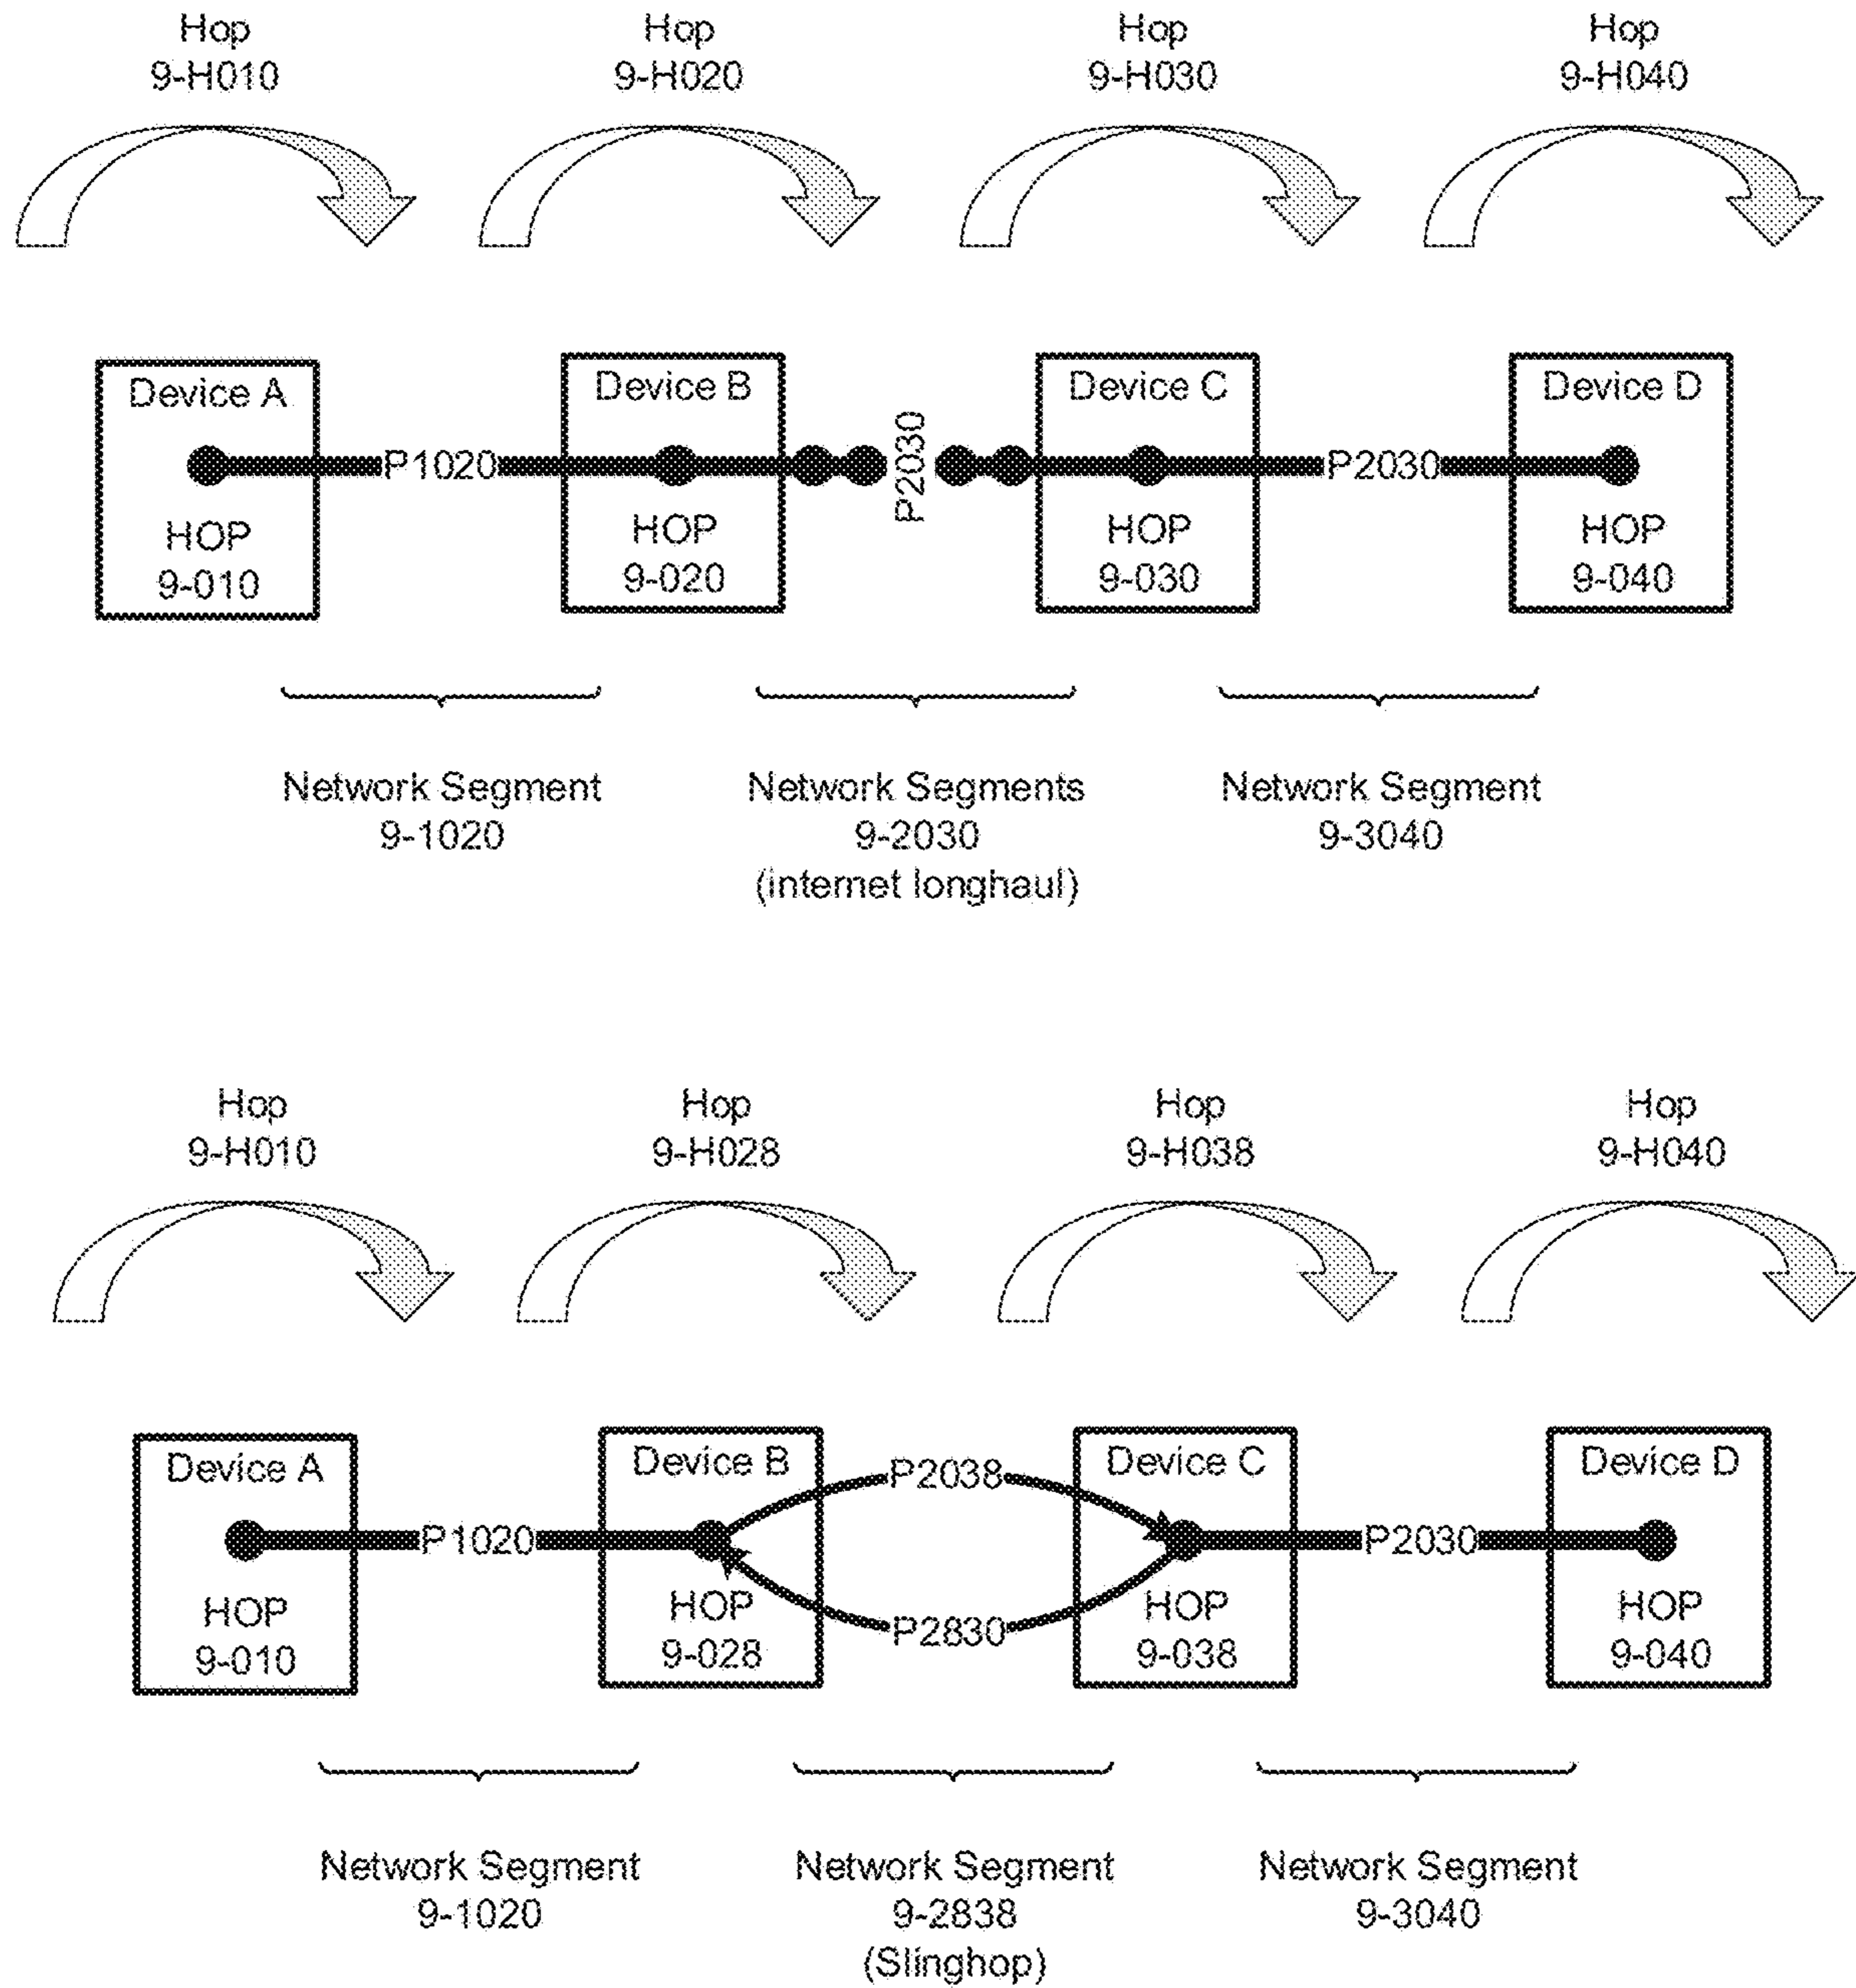 Hop
9-H010
Hop
9-H020
Hop
9-H030
Hop
9-H040
Device A
HOP
9-010
P1020
Device B
HOP
9-020
P2030
Device C
HOP
9-030
P2030
Device D
HOP
9-040
Network Segment
9-1020
Network Segments
9-2030
(internet longhaul)
Network Segment
9-3040
Hop
9-H010
Hop
9-H028
Hop
9-H038
Hop
9-H040
Device A
HOP
9-010
P1020
Device B
HOP
9-028
P2038
P2830
Device C
HOP
9-038
P2030
Device D
HOP
9-040
Network Segment
9-1020
Network Segment
9-2838
(Slinghop)
Network Segment
9-3040